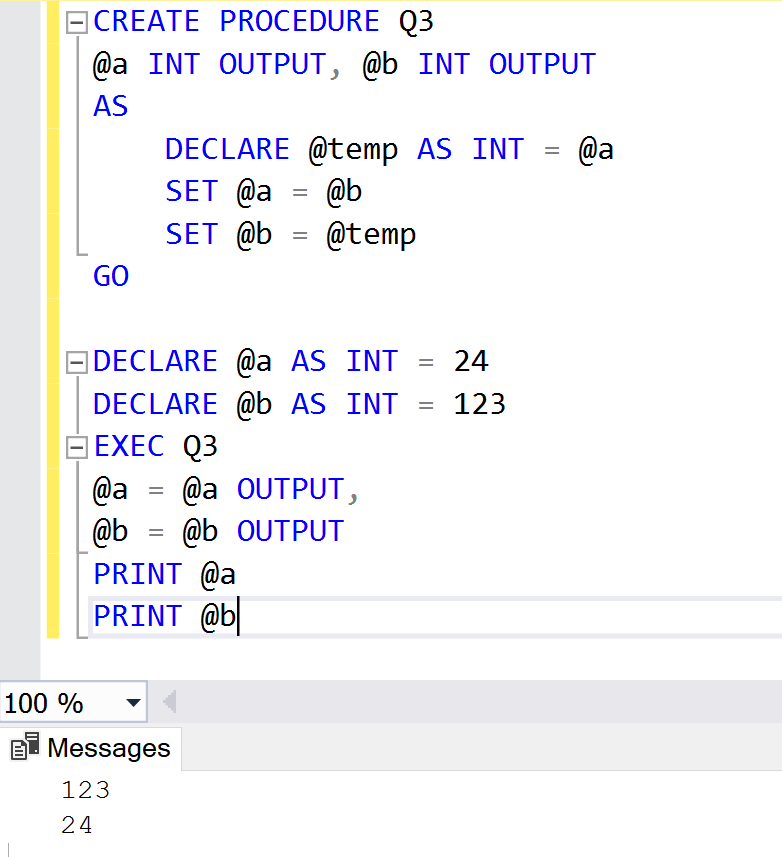 CREATE PROCEDURE Q3
@a INT OUTPUT, @b INT OUTPUT
AS
DECLARE @temp AS INT = @a
SET @a = @b
SET @b = @temp
GO
DECLARE @a AS INT = 24
DECLARE @b AS INT = 123
EXEC Q3
@a = @a OUTPUT,
@b = @b OUTPUT
PRINT @a
PRINT @b
100 %
Messages
123
24